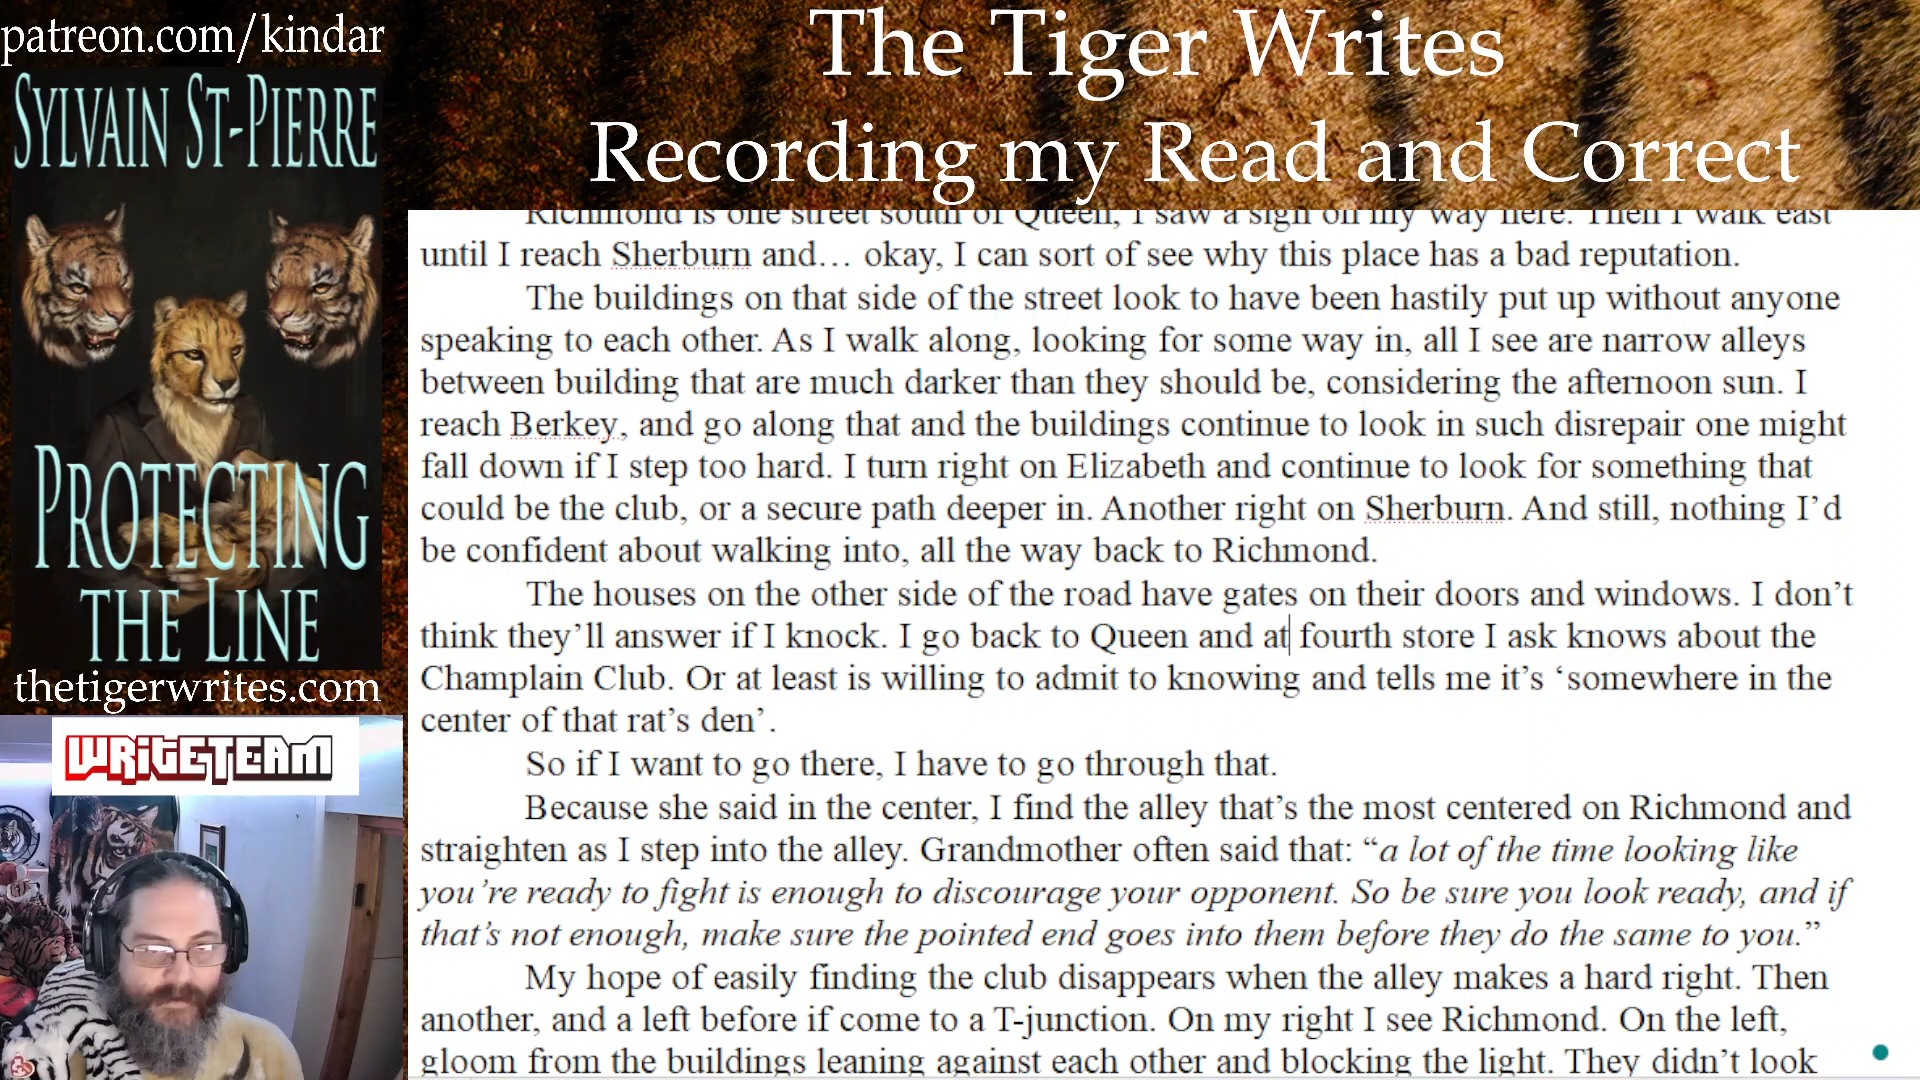 patreon.com/kindar
SYLVAIN ST-PIERRE
PROTECTING
THE LINE
thetigerwrites.com
WRITETEAM
The Tiger Writes
Recording my Read and Correct
Richmond is one street south of Queen, I saw a sign on my way here. Then I walk east
until I reach Sherburn and… okay, I can sort of see why this place has a bad reputation.
The buildings on that side of the street look to have been hastily put up without anyone
speaking to each other. As I walk along, looking for some way in, all I see are narrow alleys
between building that are much darker than they should be, considering the afternoon sun. I
reach Berkey, and go along that and the buildings continue to look in such disrepair one might
fall down if I step too hard. I turn right on Elizabeth and continue to look for something that
could be the club, or a secure path deeper in. Another right on Sherburn. And still, nothing I’d
be confident about walking into, all the way back to Richmond.
The houses on the other side of the road have gates on their doors and windows. I don’t
think they’ll answer if I knock. I go back to Queen and at fourth store I ask knows about the
Champlain Club. Or at least is willing to admit to knowing and tells me it’s ‘somewhere in the
center of that rat’s den’.
So if I want to go there, I have to go through that.
Because she said in the center, I find the alley that’s the most centered on Richmond and
straighten as I step into the alley. Grandmother often said that: “a lot of the time looking like
you’re ready to fight is enough to discourage your opponent. So be sure you look ready, and if
that’s not enough, make sure the pointed end goes into them before they do the same to you.”
My hope of easily finding the club disappears when the alley makes a hard right. Then
another, and a left before if come to a T-junction. On my right I see Richmond. On the left,
gloom from the buildings leaning against each other and blocking the light. They didn’t look